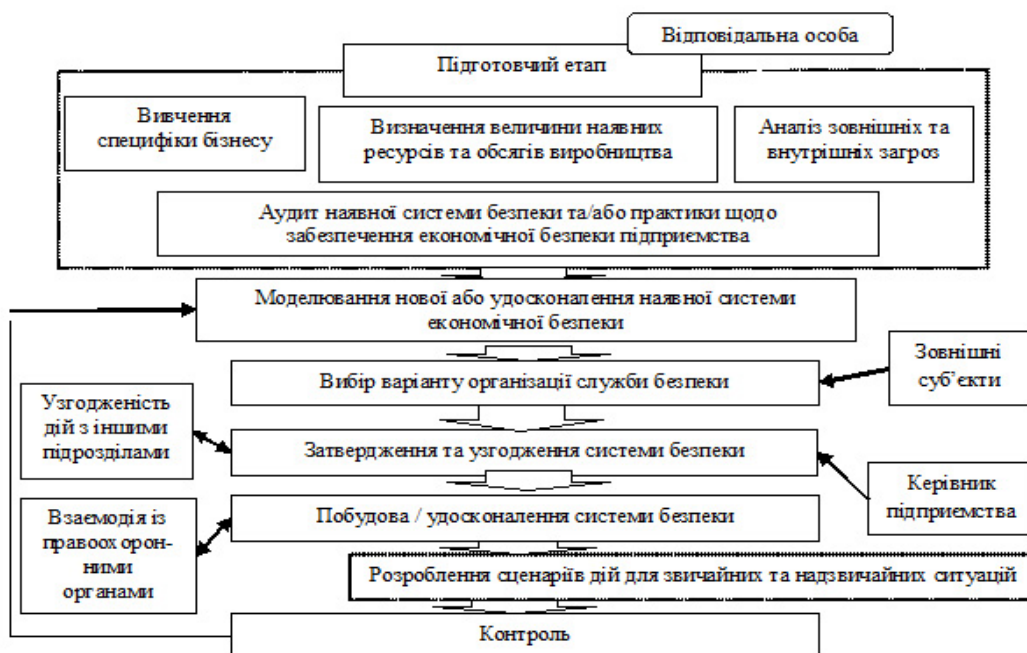 Відповідальна особа
Підготовчий етап
Вивчення
специфіки бізнесу
Визначення величини наявних
ресурсів та обсягів виробництва
Аналіз зовнішніх та
внутрішніх загроз
Аудит наявної системи безпеки та/або практики щодо
забезпечення економічної безпеки підприємства
Моделювання нової або удосконалення наявної системи
економічної безпеки
Зовнішні
суб’єкти
Вибір варіанту організації служби безпеки
Узгодженість
дій з іншими
підрозділами
Затвердження та узгодження системи безпеки
Керівник
підприємства
Взаємодія із
правоохорон-
ними
органами
Побудова / удосконалення системи безпеки
Розроблення сценаріїв дій для звичайних та надзвичайних ситуацій
Контроль